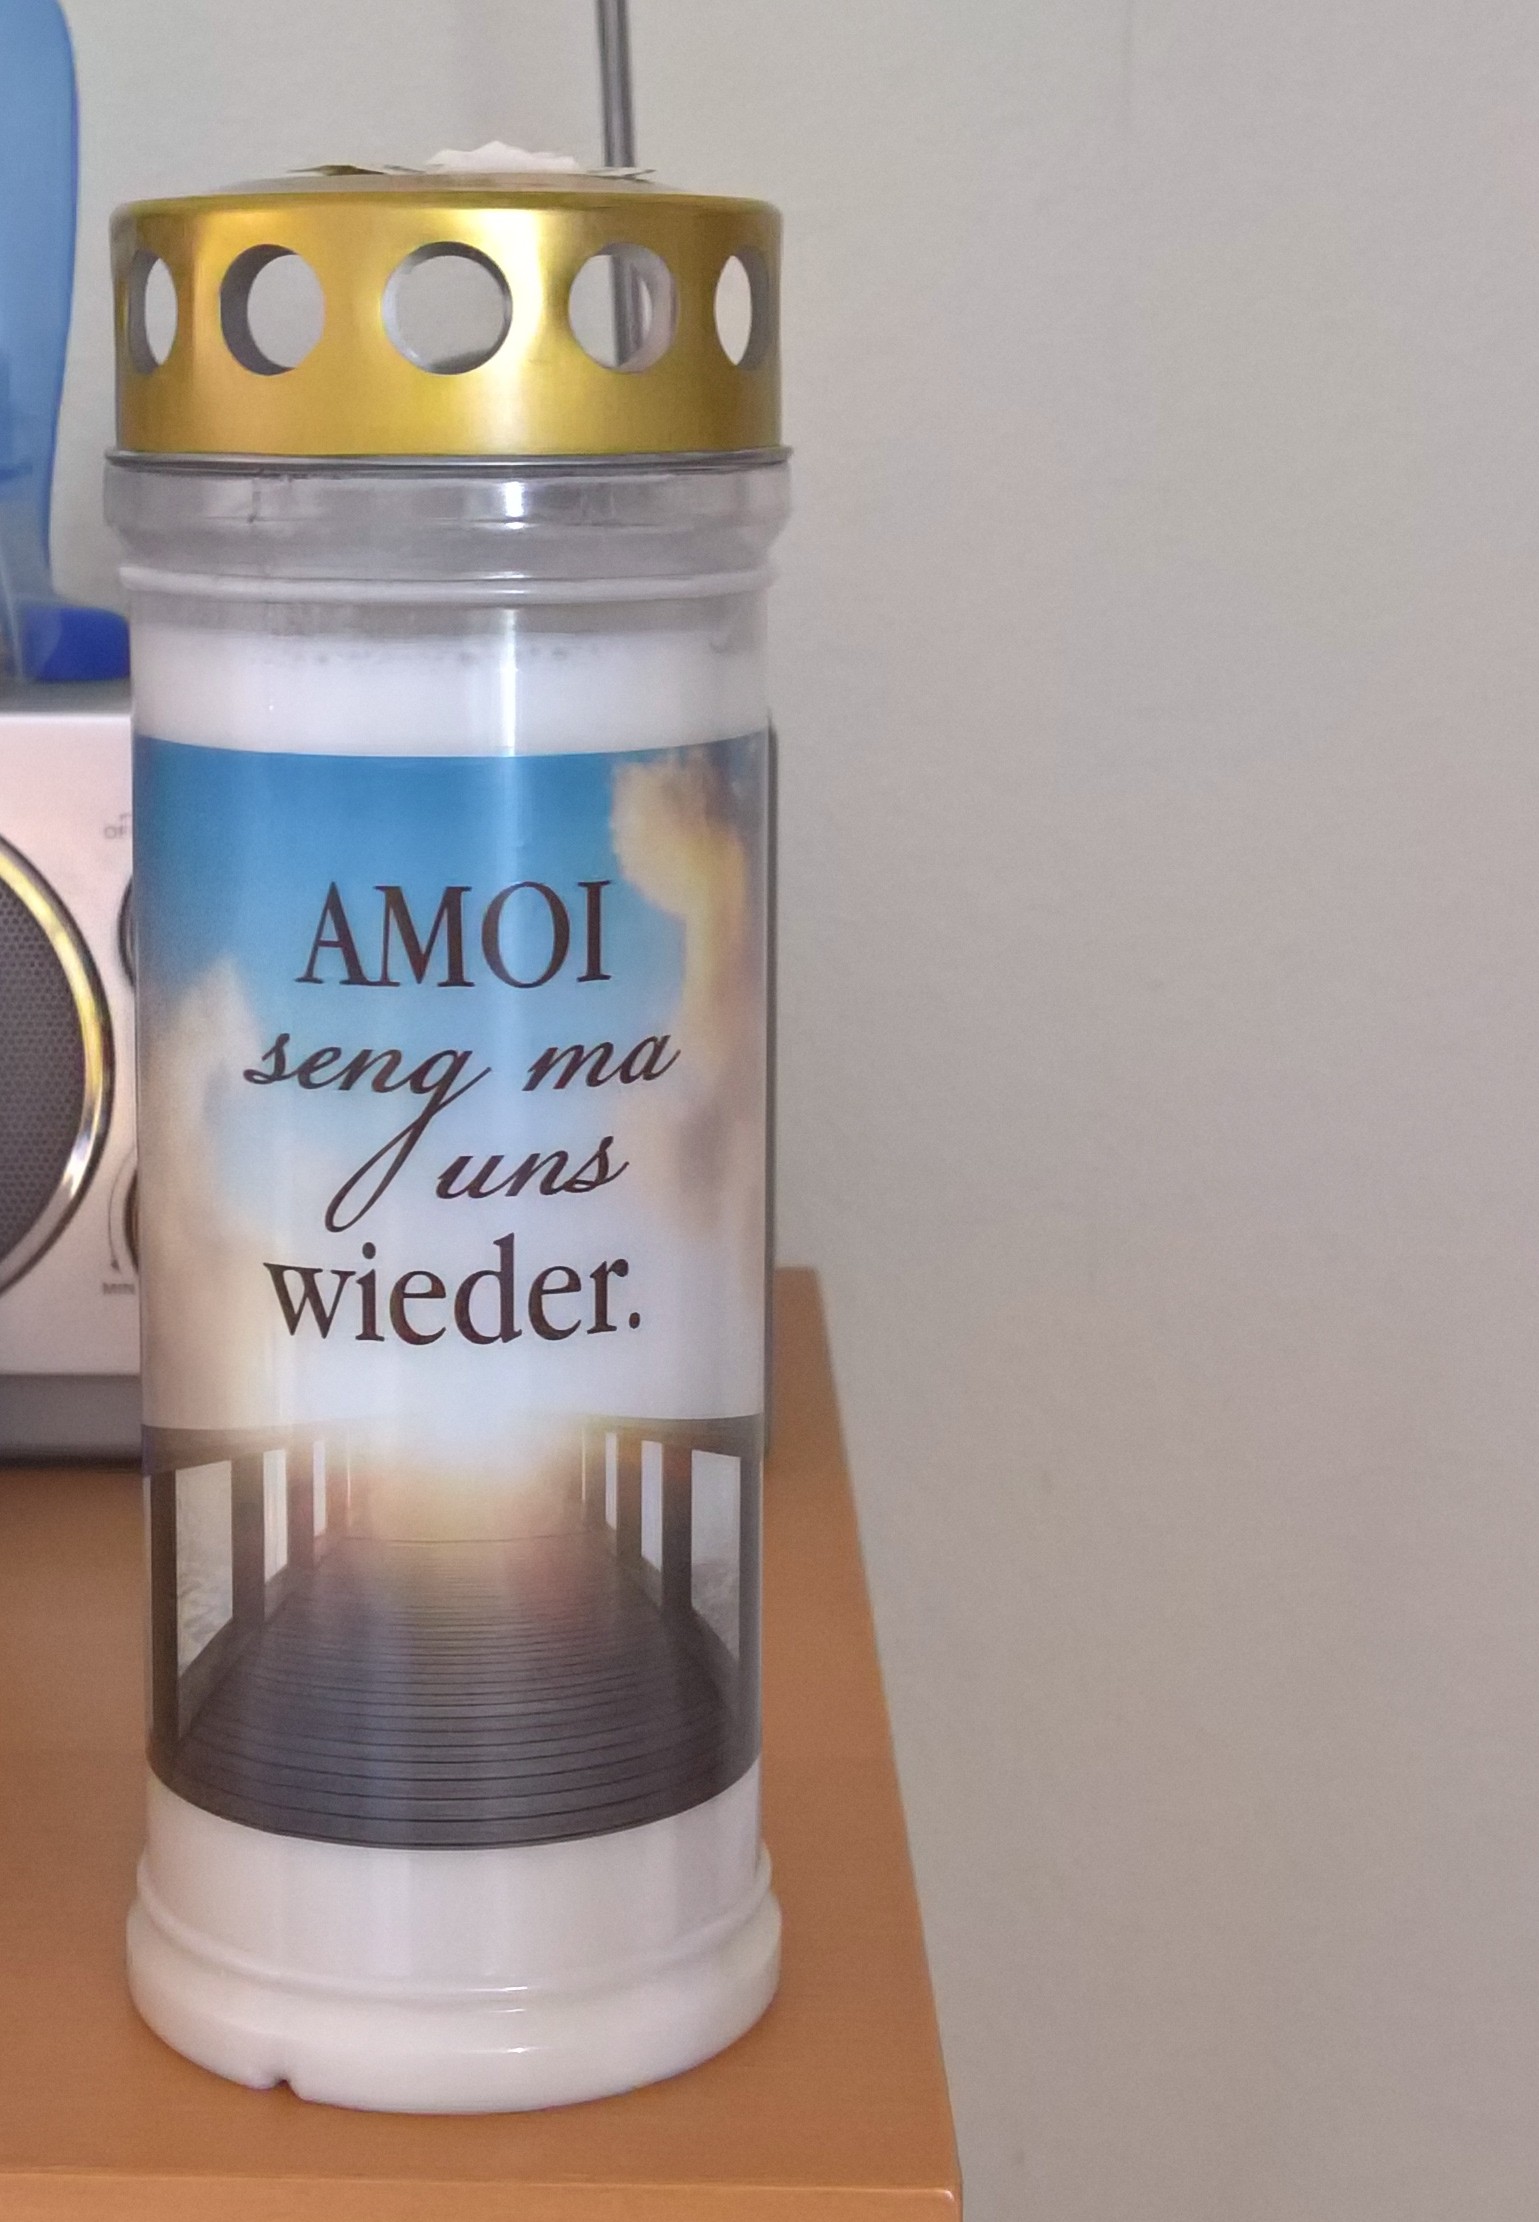 AMOI
seng ma
uns
wieder.